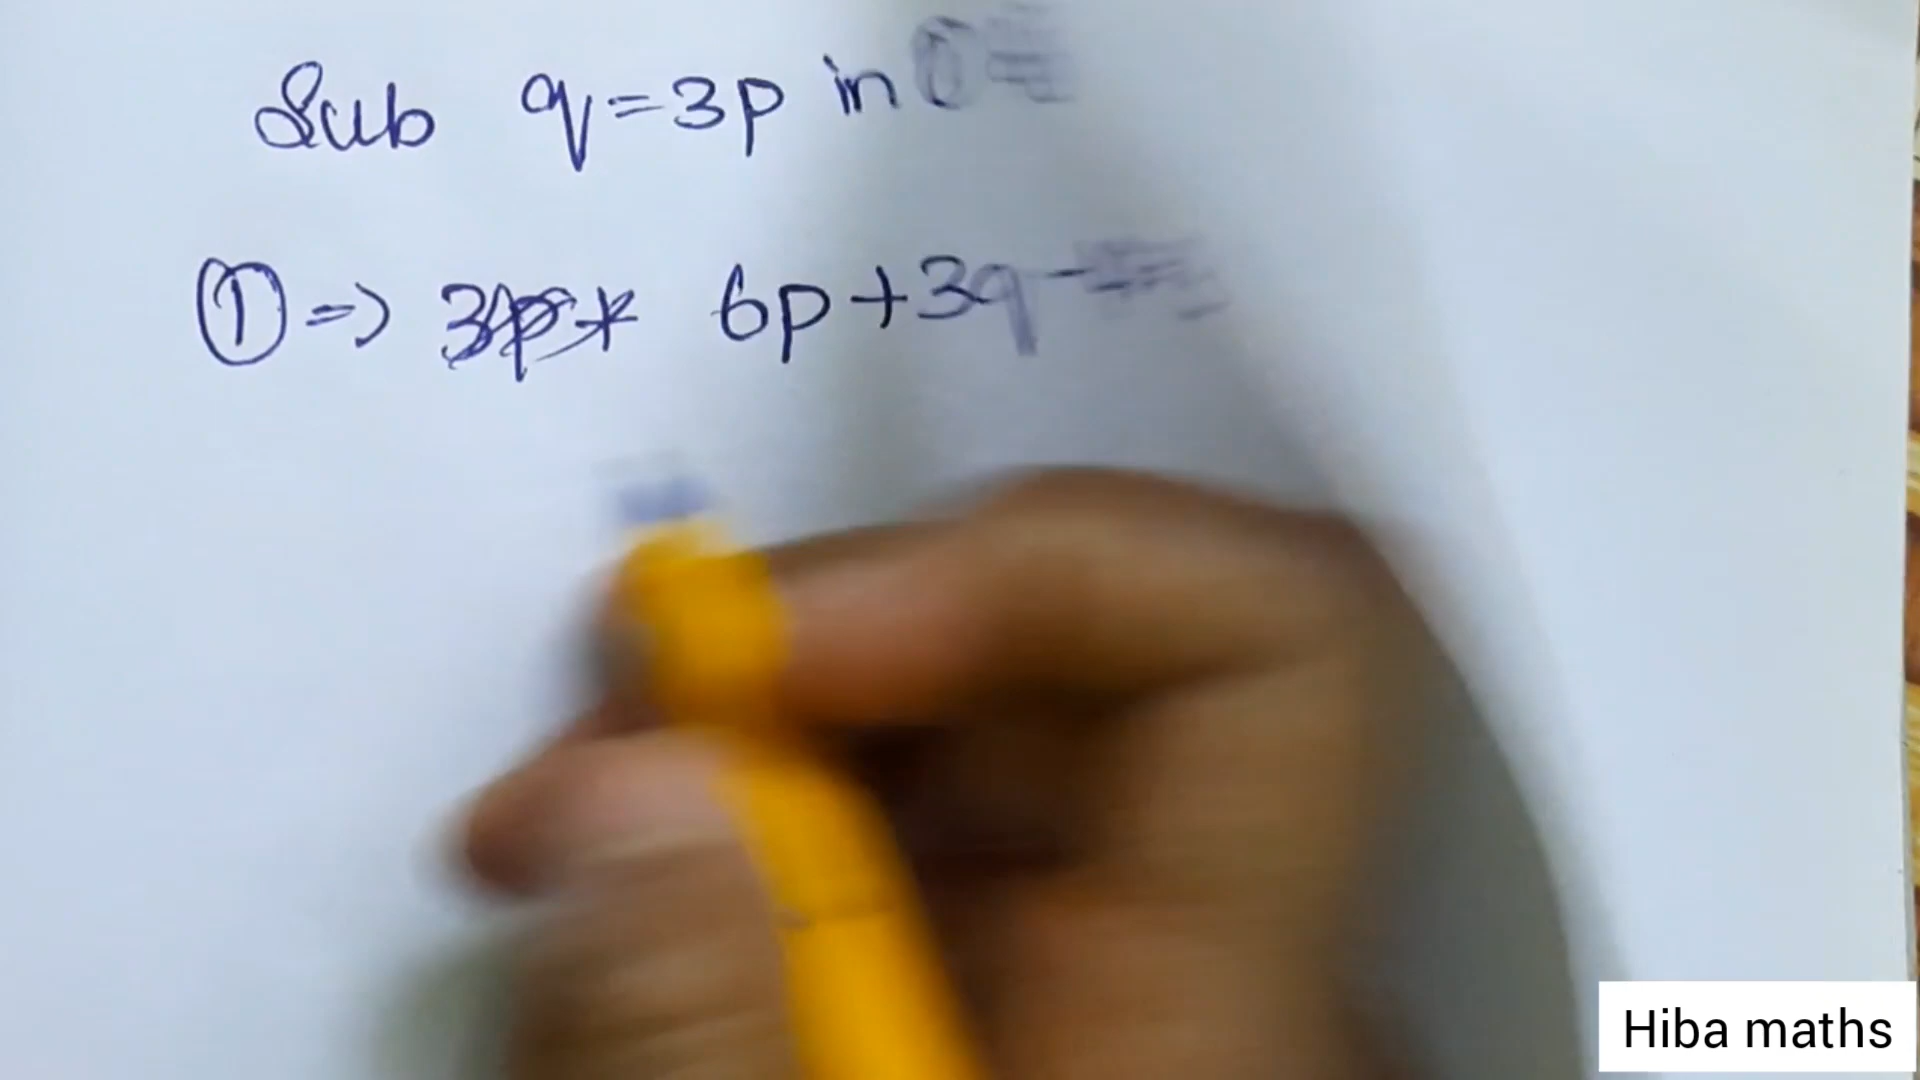 Sub q=3p in
① => 6p+3q
Hiba maths